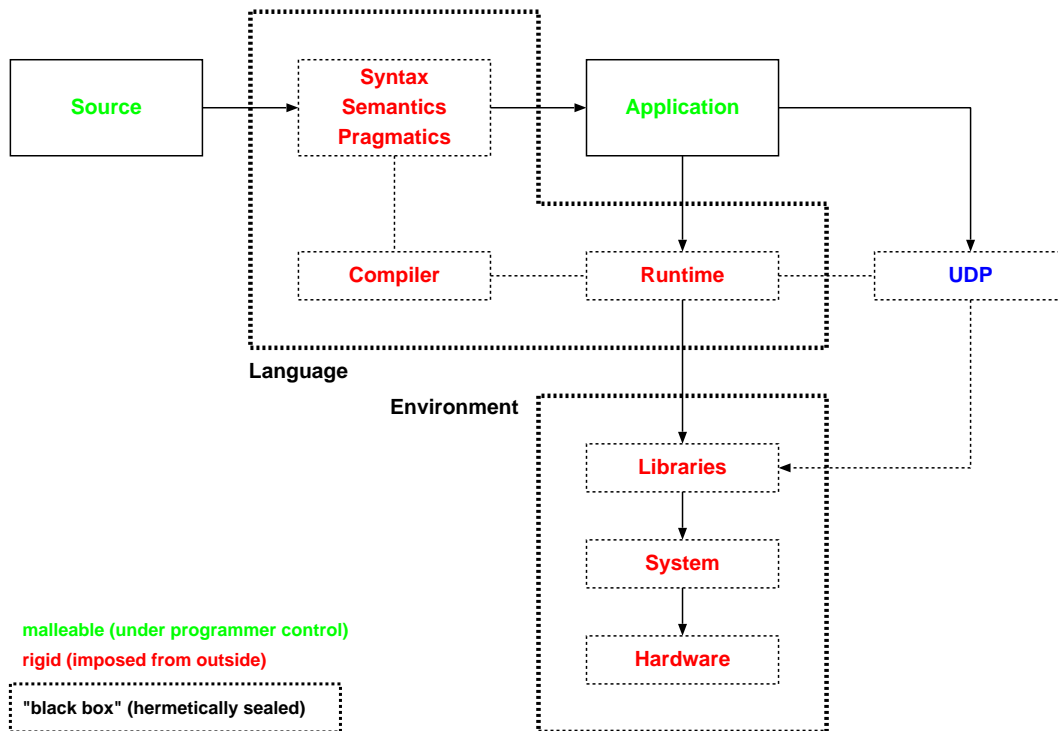 Source
Syntax
Semantics
Pragmatics
Application
Compiler
Runtime
UDP
Language
Environment
Libraries
System
Hardware
malleable (under programmer control)
rigid (imposed from outside)
"black box" (hermetically sealed)